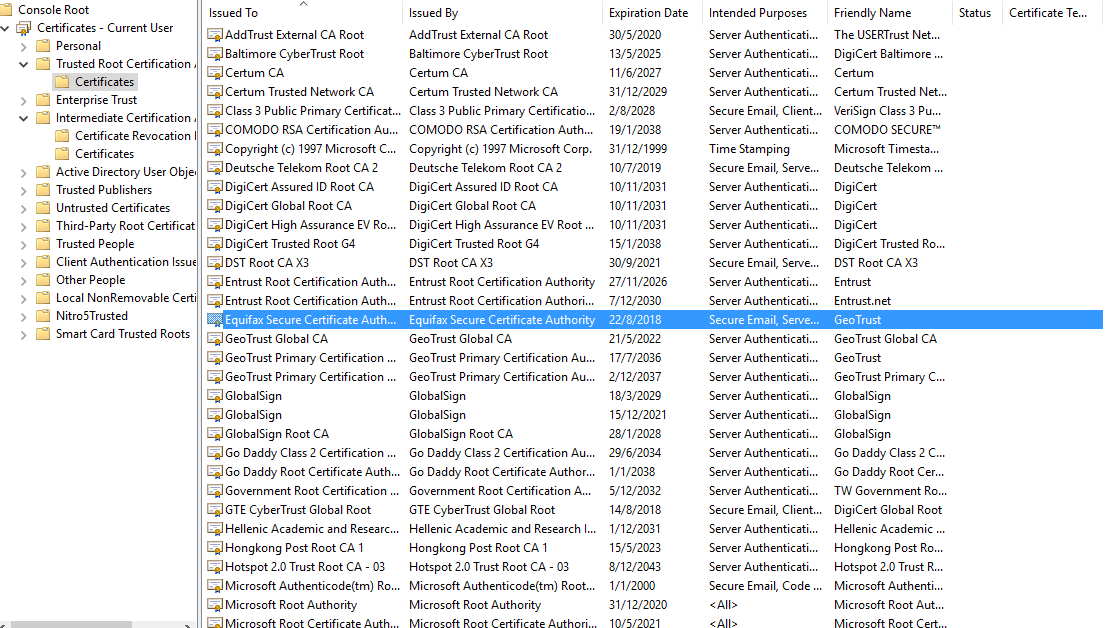 Console Root
Certificates - Current User
Personal
Trusted Root Certification
Certificates
Enterprise Trust
Intermediate Certification
Certificate Revocation
Certificates
Active Directory User Obje
Trusted Publishers
Untrusted Certificates
Third-Party Root Certificat
Trusted People
Client Authentication Issue
Other People
Local NonRemovable Certi
Nitro5Trusted
Smart Card Trusted Roots
Issued To Issued By Expiration Date Intended Purposes Friendly Name Status Certificate Te...
AddTrust External CA Root AddTrust External CA Root 30/5/2020 Server Authenticati... The USERTrust Net...
Baltimore CyberTrust Root Baltimore CyberTrust Root 13/5/2025 Server Authenticati... DigiCert Baltimore ...
Certum CA Certum CA 11/6/2027 Server Authenticati... Certum
Certum Trusted Network CA Certum Trusted Network CA 31/12/2029 Server Authenticati... Certum Trusted Net...
Class 3 Public Primary Certificat... Class 3 Public Primary Certificatio... 2/8/2028 Secure Email, Client... VeriSign Class 3 Pu...
COMODO RSA Certification Au... COMODO RSA Certification Auth... 19/1/2038 Server Authenticati... COMODO SECURE™
Copyright (c) 1997 Microsoft C... Copyright (c) 1997 Microsoft Corp. 31/12/1999 Time Stamping Microsoft Timesta...
Deutsche Telekom Root CA 2 Deutsche Telekom Root CA 2 10/7/2019 Secure Email, Serve... Deutsche Telekom ...
DigiCert Assured ID Root CA DigiCert Assured ID Root CA 10/11/2031 Server Authenticati... DigiCert
DigiCert Global Root CA DigiCert Global Root CA 10/11/2031 Server Authenticati... DigiCert
DigiCert High Assurance EV Ro... DigiCert High Assurance EV Root ... 10/11/2031 Server Authenticati... DigiCert
DigiCert Trusted Root G4 DigiCert Trusted Root G4 15/1/2038 Server Authenticati... DigiCert Trusted Ro...
DST Root CA X3 DST Root CA X3 30/9/2021 Secure Email, Serve... DST Root CA X3
Entrust Root Certification Auth... Entrust Root Certification Authority 27/11/2026 Server Authenticati... Entrust
Entrust Root Certification Auth... Entrust Root Certification Authori... 7/12/2030 Server Authenticati... Entrust.net
Equifax Secure Certificate Auth... Equifax Secure Certificate Authority 22/8/2018 Secure Email, Serve... GeoTrust
GeoTrust Global CA GeoTrust Global CA 21/5/2022 Server Authenticati... GeoTrust Global CA
GeoTrust Primary Certification ... GeoTrust Primary Certification Au... 17/7/2036 Server Authenticati... GeoTrust
GeoTrust Primary Certification ... GeoTrust Primary Certification Au... 2/12/2037 Server Authenticati... GeoTrust Primary C...
GlobalSign GlobalSign 18/3/2029 Server Authenticati... GlobalSign
GlobalSign GlobalSign 15/12/2021 Server Authenticati... GlobalSign
GlobalSign Root CA GlobalSign Root CA 28/1/2028 Server Authenticati... GlobalSign
Go Daddy Class 2 Certification ... Go Daddy Class 2 Certification Au... 29/6/2034 Server Authenticati... Go Daddy Class 2 C...
Go Daddy Root Certificate Auth... Go Daddy Root Certificate Author... 1/1/2038 Server Authenticati... Go Daddy Root Cer...
Government Root Certification ... Government Root Certification A... 5/12/2032 Server Authenticati... TW Government Ro...
GTE CyberTrust Global Root GTE CyberTrust Global Root 14/8/2018 Secure Email, Client... DigiCert Global Root
Hellenic Academic and Researc... Hellenic Academic and Research I... 1/12/2031 Server Authenticati... Hellenic Academic ...
Hongkong Post Root CA 1 Hongkong Post Root CA 1 15/5/2023 Server Authenticati... Hongkong Post Ro...
Hotspot 2.0 Trust Root CA - 03 Hotspot 2.0 Trust Root CA - 03 8/12/2043 Server Authenticati... Hotspot 2.0 Trust R...
Microsoft Authenticode(tm) Ro... Microsoft Authenticode(tm) Root... 1/1/2000 Secure Email, Code ... Microsoft Authenti...
Microsoft Root Authority Microsoft Root Authority 31/12/2020 <All> Microsoft Root Aut...
Microsoft Root Certificate Auth... Microsoft Root Certificate Authori... 10/5/2021 <All> Microsoft Root Cert...